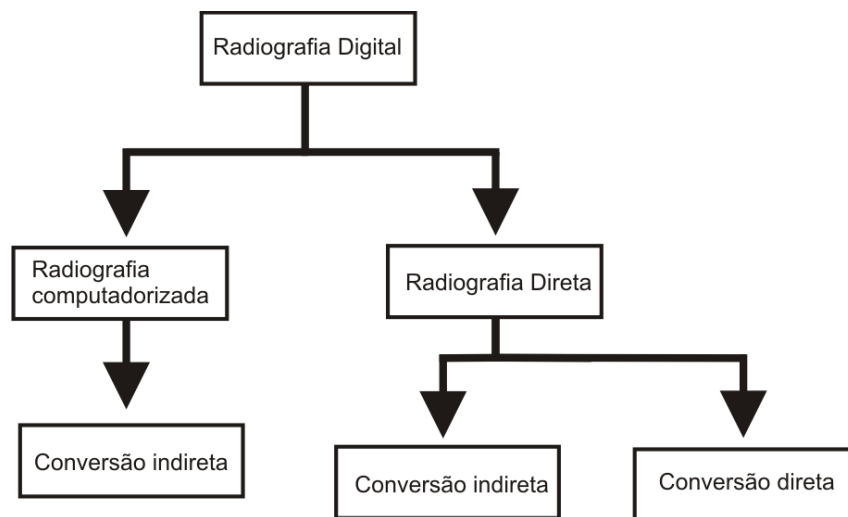 Radiografia Digital
Radiografia
computadorizada
Radiografia Direta
Conversão indireta
Conversão indireta
Conversão direta